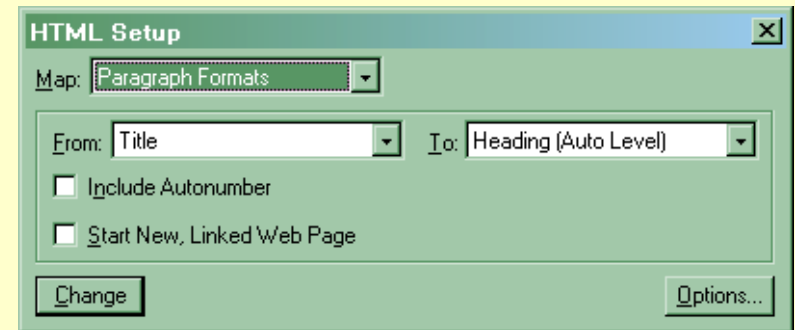 HTML Setup
Map: Paragraph Formats
From: Title To: Heading (Auto Level)
Include Autonumber
Start New, Linked Web Page
Change Options...